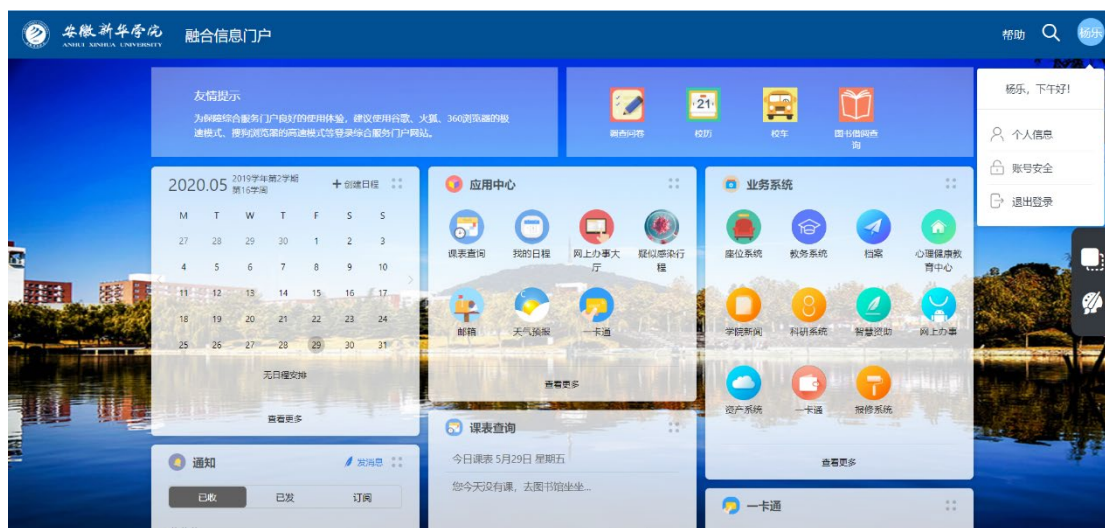 安徽新华学院
ANHUI XINHUA UNIVERSITY
融合信息门户
帮助
杨乐
杨乐，下午好！
个人信息
账号安全
退出登录
友情提示
为保障综合服务门户良好的使用体验，建议使用谷歌、火狐、360浏览器的极
速模式、搜狗浏览器的高速模式等登录综合服务门户网站。
调查问卷
21
校历
校车
图书借阅查
询
2020.05
2019学年第2学期
第16学周
创建日程
M T W T F S S
27 28 29 30 1 2 3
4 5 6 7 8 9 10
11 12 13 14 15 16 17
18 19 20 21 22 23 24
25 26 27 28 29 30 31
无日程安排
查看更多
通知
发消息
已收 已发 订阅
应用中心
课表查询 我的日程 网上办事大
厅 疑似感染行
程
邮箱 天气预报 一卡通
查看更多
课表查询
今日课表 5月29日 星期五
您今天没有课，去图书馆坐坐...
业务系统
座位系统 教务系统 档案 心理健康教
育中心
学院新闻 科研系统 智慧资助 网上办事
资产系统 一卡通 报修系统
查看更多
一卡通